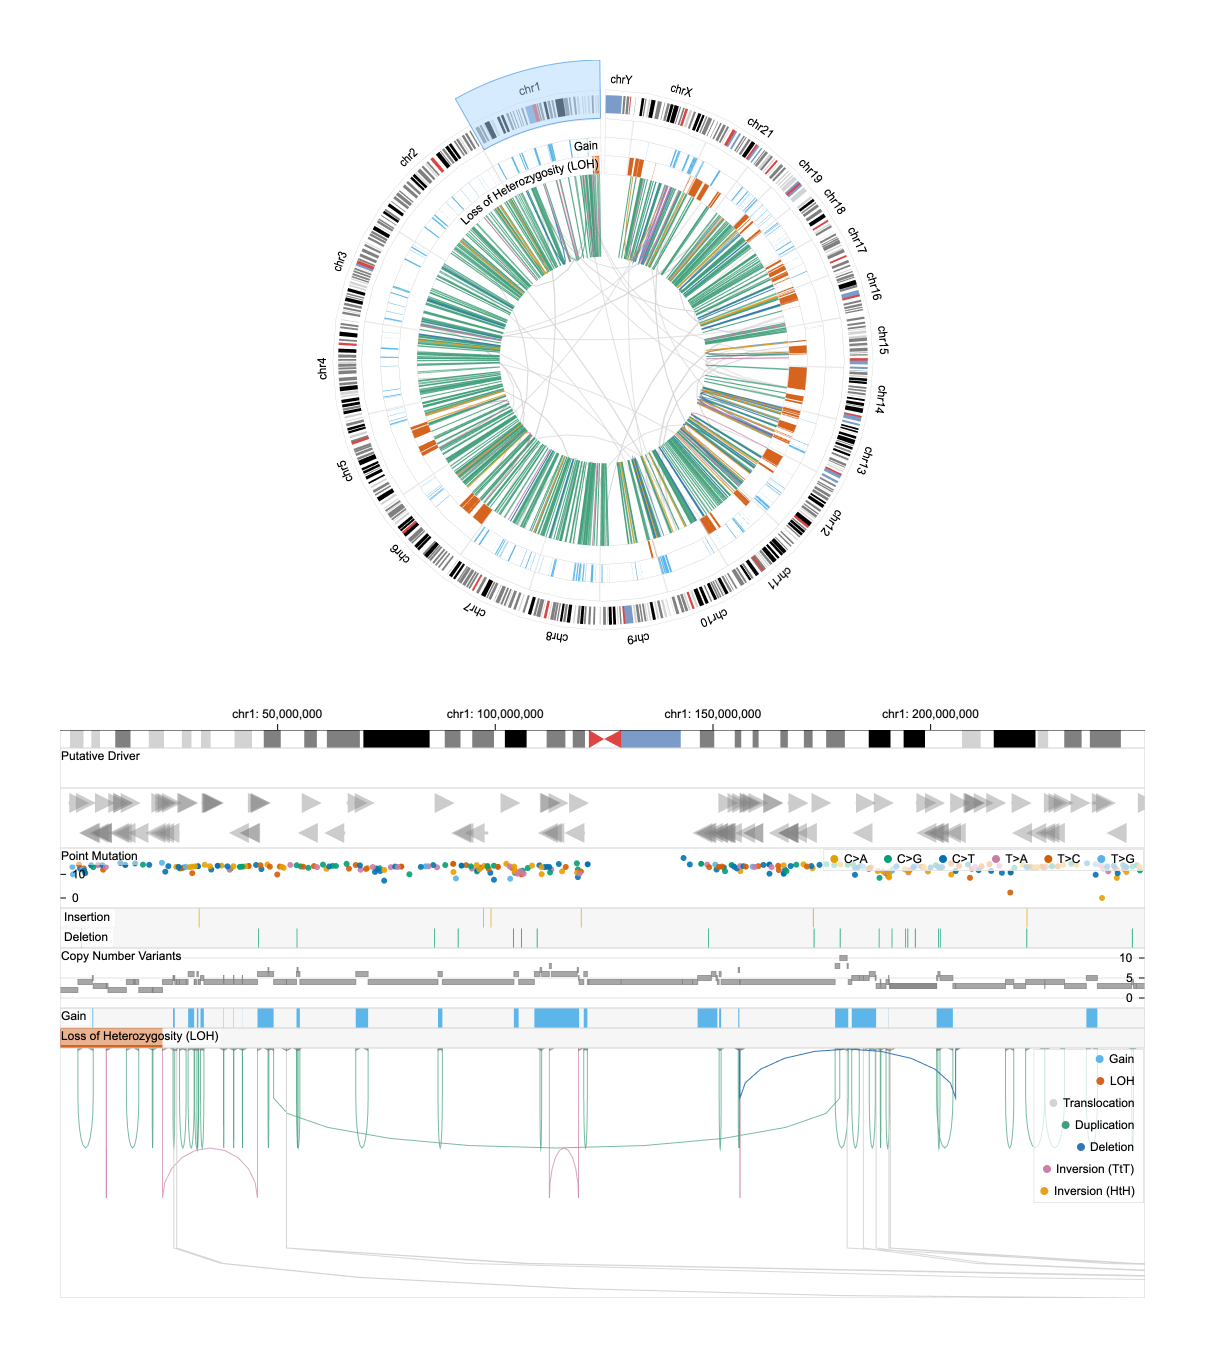 chrY
chrX
chr21
chr19
chr18
chr17
chr16
chr15
chr14
chr13
chr12
chr11
chr10
chr9
chr8
chr7
chr6
chr5
chr4
chr3
chr2
chr1
Gain
Loss of Heterozygosity (LOH)
chr1: 50,000,000 chr1: 100,000,000 chr1: 150,000,000 chr1: 200,000,000
Putative Driver
Point Mutation C>A C>G C>T T>A T>C T>G
10
0
Insertion
Deletion
Copy Number Variants 10
5
0
Gain
Loss of Heterozygosity (LOH)
Gain
LOH
Translocation
Duplication
Deletion
Inversion (TtT)
Inversion (HtH)